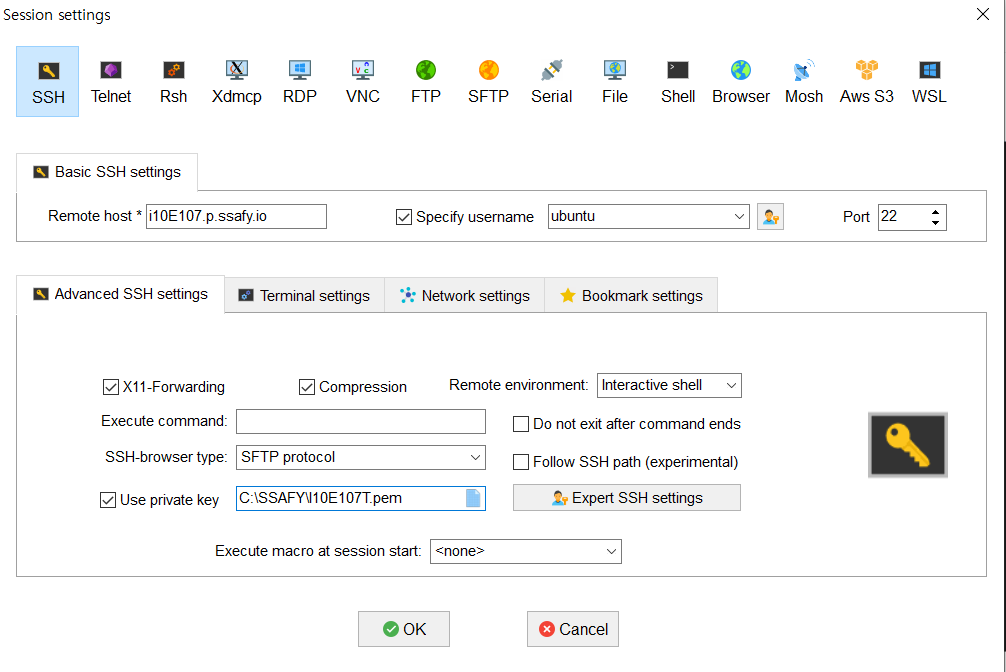 Session settings
SSH Telnet Rsh Xdmcp RDP VNC FTP SFTP Serial File Shell Browser Mosh Aws S3 WSL
Basic SSH settings
Remote host * i10E107.p.ssafy.io Specify username ubuntu Port 22
Advanced SSH settings Terminal settings Network settings Bookmark settings
X11-Forwarding Compression Remote environment: Interactive shell
Execute command: Do not exit after command ends
SSH-browser type: SFTP protocol Follow SSH path (experimental)
Use private key C:\SSAFY\I10E107T.pem Expert SSH settings
Execute macro at session start: <none>
OK Cancel